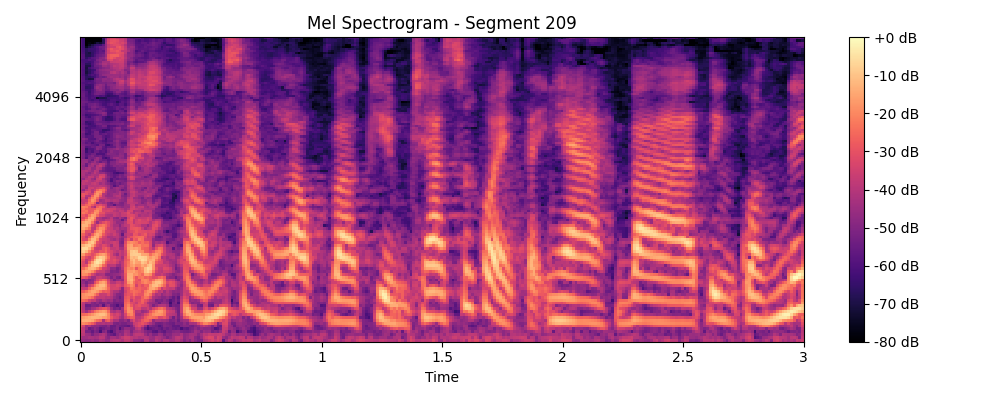 Mel Spectrogram - Segment 209
Frequency
4096
2048
1024
512
0
0
0.5
1
1.5
2
2.5
3
Time
+0 dB
-10 dB
-20 dB
-30 dB
-40 dB
-50 dB
-60 dB
-70 dB
-80 dB